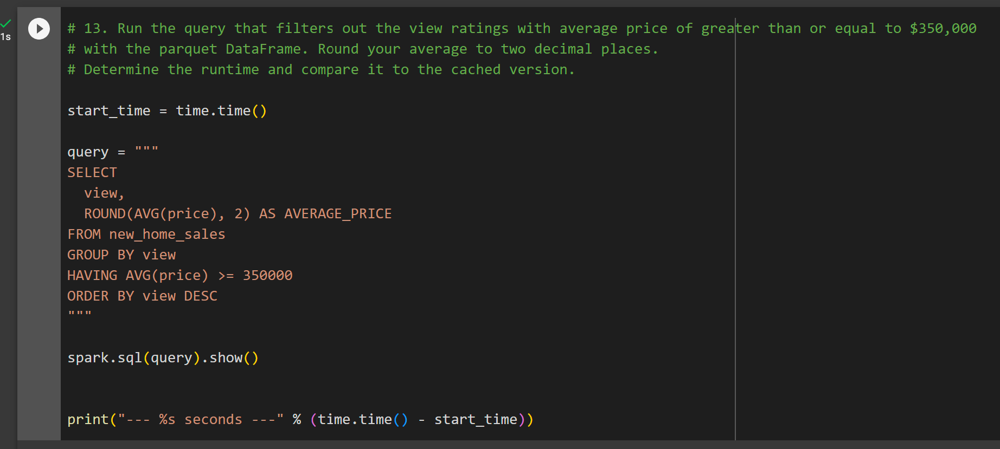 1s
# 13. Run the query that filters out the view ratings with average price of greater than or equal to $350,000
# with the parquet DataFrame. Round your average to two decimal places.
# Determine the runtime and compare it to the cached version.
start_time = time.time()
query = """
SELECT
  view,
  ROUND(AVG(price), 2) AS AVERAGE_PRICE
FROM new_home_sales
GROUP BY view
HAVING AVG(price) >= 350000
ORDER BY view DESC
"""
spark.sql(query).show()
print("--- %s seconds ---" % (time.time() - start_time))